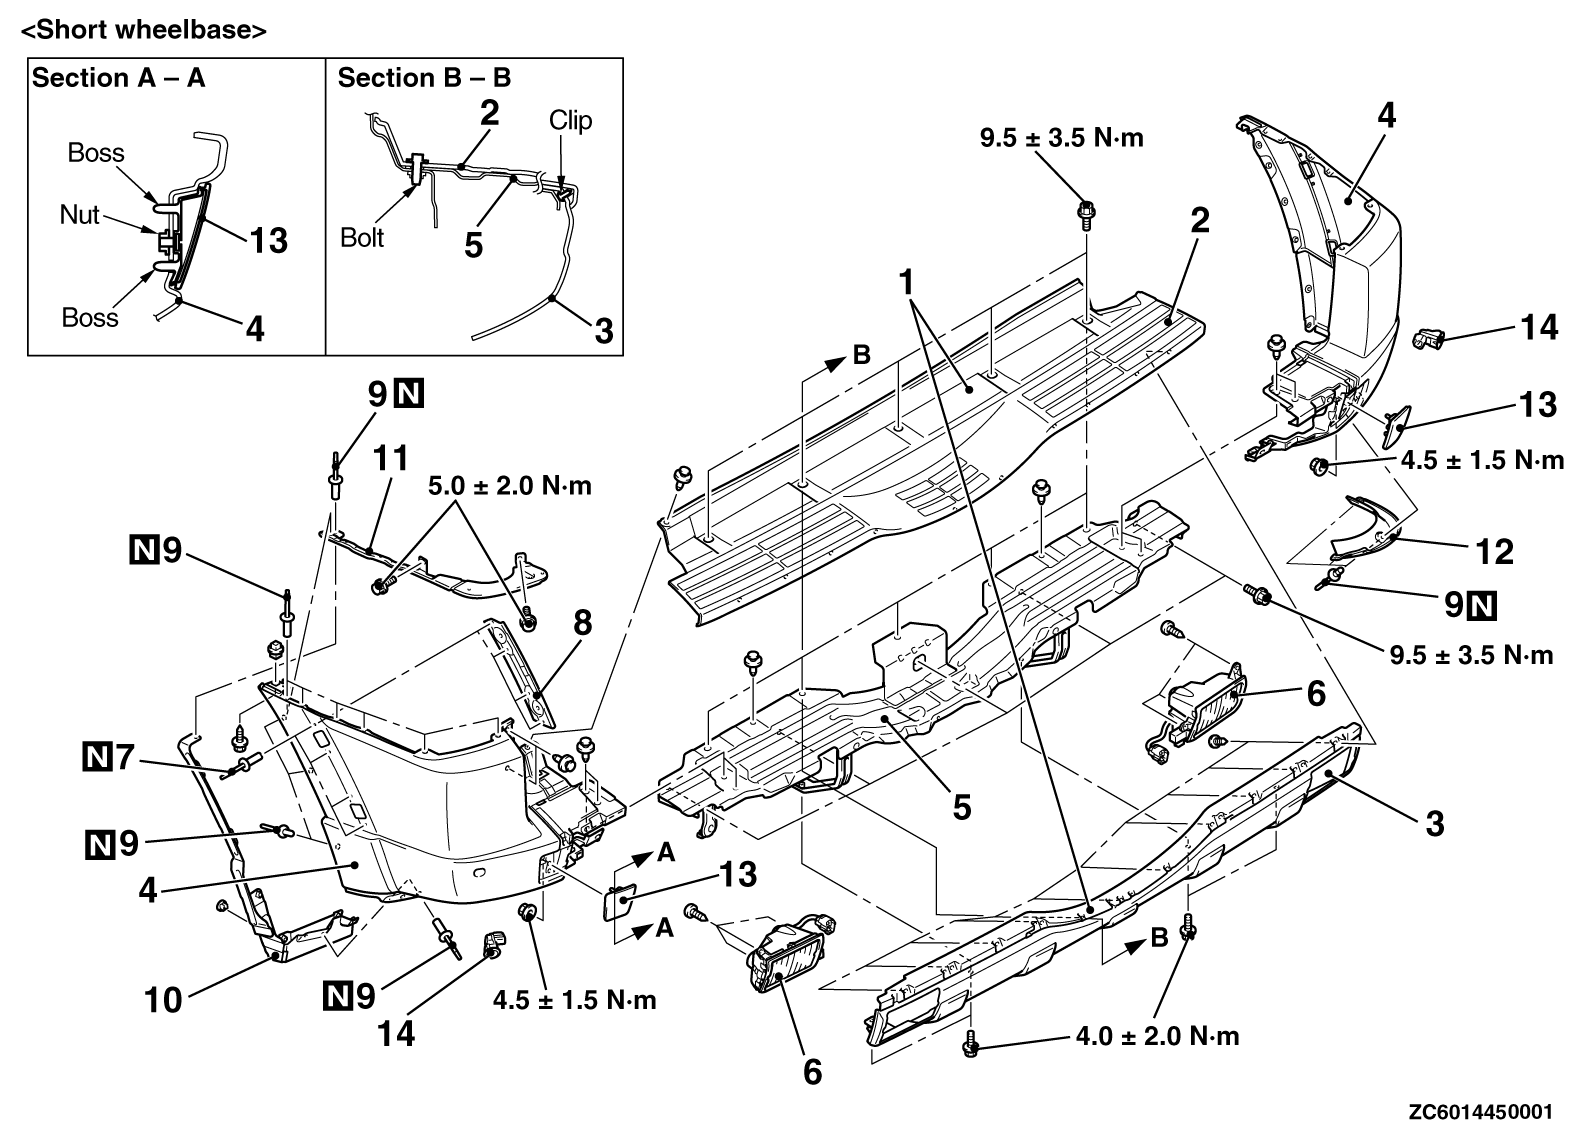 <Short wheelbase>
Section A – A
Section B – B
2
Clip
Boss
Nut
13
Bolt
5
Boss
4
3
9.5 ± 3.5 N·m
4
2
1
14
B
9 N
13
11
5.0 ± 2.0 N·m
4.5 ± 1.5 N·m
N 9
12
9 N
8
9.5 ± 3.5 N·m
6
N 7
5
3
N 9
A
13
4
A
B
10
N 9
4.5 ± 1.5 N·m
14
4.0 ± 2.0 N·m
6
ZC6014450001